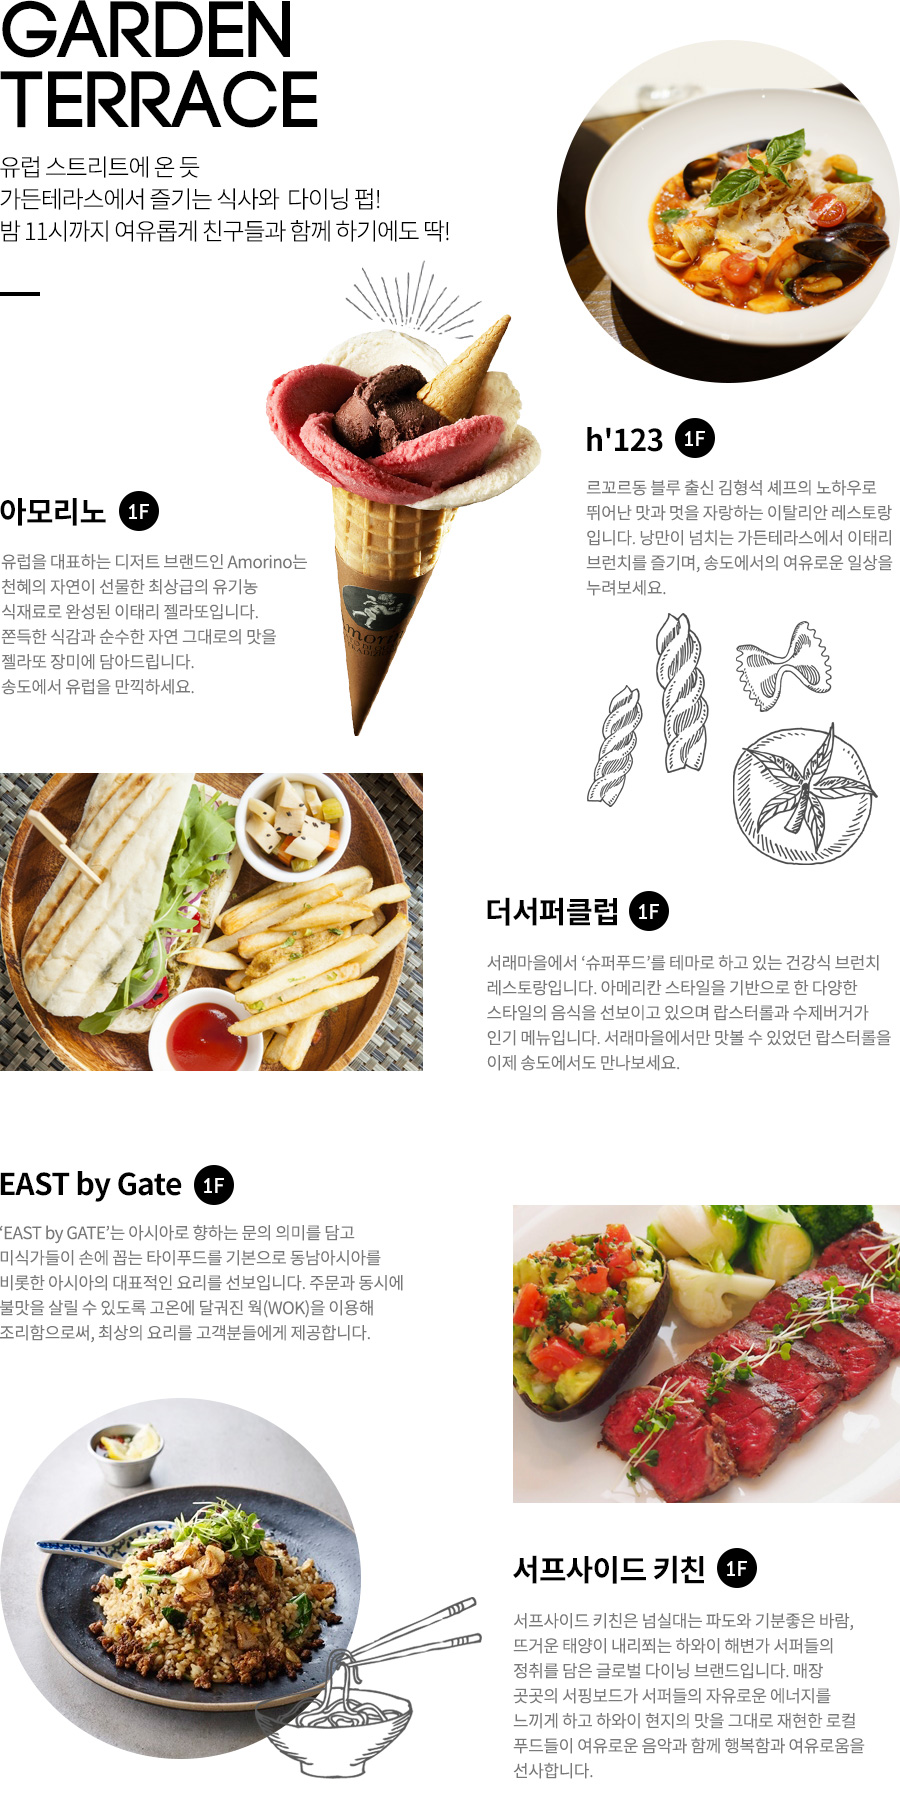 GARDEN
TERRACE
유럽 스트리트에 온 듯
가든테라스에서 즐기는 식사와 다이닝 펍!
밤 11시까지 여유롭게 친구들과 함께 하기에도 딱!
h'123 1F
르꼬르동 블루 출신 김형석 셰프의 노하우로
뛰어난 맛과 멋을 자랑하는 이탈리안 레스토랑
입니다. 낭만이 넘치는 가든테라스에서 이태리
브런치를 즐기며, 송도에서의 여유로운 일상을
누려보세요.
아모리노 1F
유럽을 대표하는 디저트 브랜드인 Amorino는
천혜의 자연이 선물한 최상급의 유기농
식재료로 완성된 이태리 젤라또입니다.
쫀득한 식감과 순수한 자연 그대로의 맛을
젤라또 장미에 담아드립니다.
송도에서 유럽을 만끽하세요.
더서퍼클럽 1F
서래마을에서 ‘슈퍼푸드’를 테마로 하고 있는 건강식 브런치
레스토랑입니다. 아메리칸 스타일을 기반으로 한 다양한
스타일의 음식을 선보이고 있으며 랍스터롤과 수제버거가
인기 메뉴입니다. 서래마을에서만 맛볼 수 있었던 랍스터롤을
이제 송도에서도 만나보세요.
EAST by Gate 1F
‘EAST by GATE’는 아시아로 향하는 문의 의미를 담고
미식가들이 손에 꼽는 타이푸드를 기본으로 동남아시아를
비롯한 아시아의 대표적인 요리를 선보입니다. 주문과 동시에
불맛을 살릴 수 있도록 고온에 달궈진 웍(WOK)을 이용해
조리함으로써, 최상의 요리를 고객분들에게 제공합니다.
서프사이드 키친 1F
서프사이드 키친은 넘실대는 파도와 기분좋은 바람,
뜨거운 태양이 내리쬐는 하와이 해변가 서퍼들의
정취를 담은 글로벌 다이닝 브랜드입니다. 매장
곳곳의 서핑보드가 서퍼들의 자유로운 에너지를
느끼게 하고 하와이 현지의 맛을 그대로 재현한 로컬
푸드들이 여유로운 음악과 함께 행복함과 여유로움을
선사합니다.